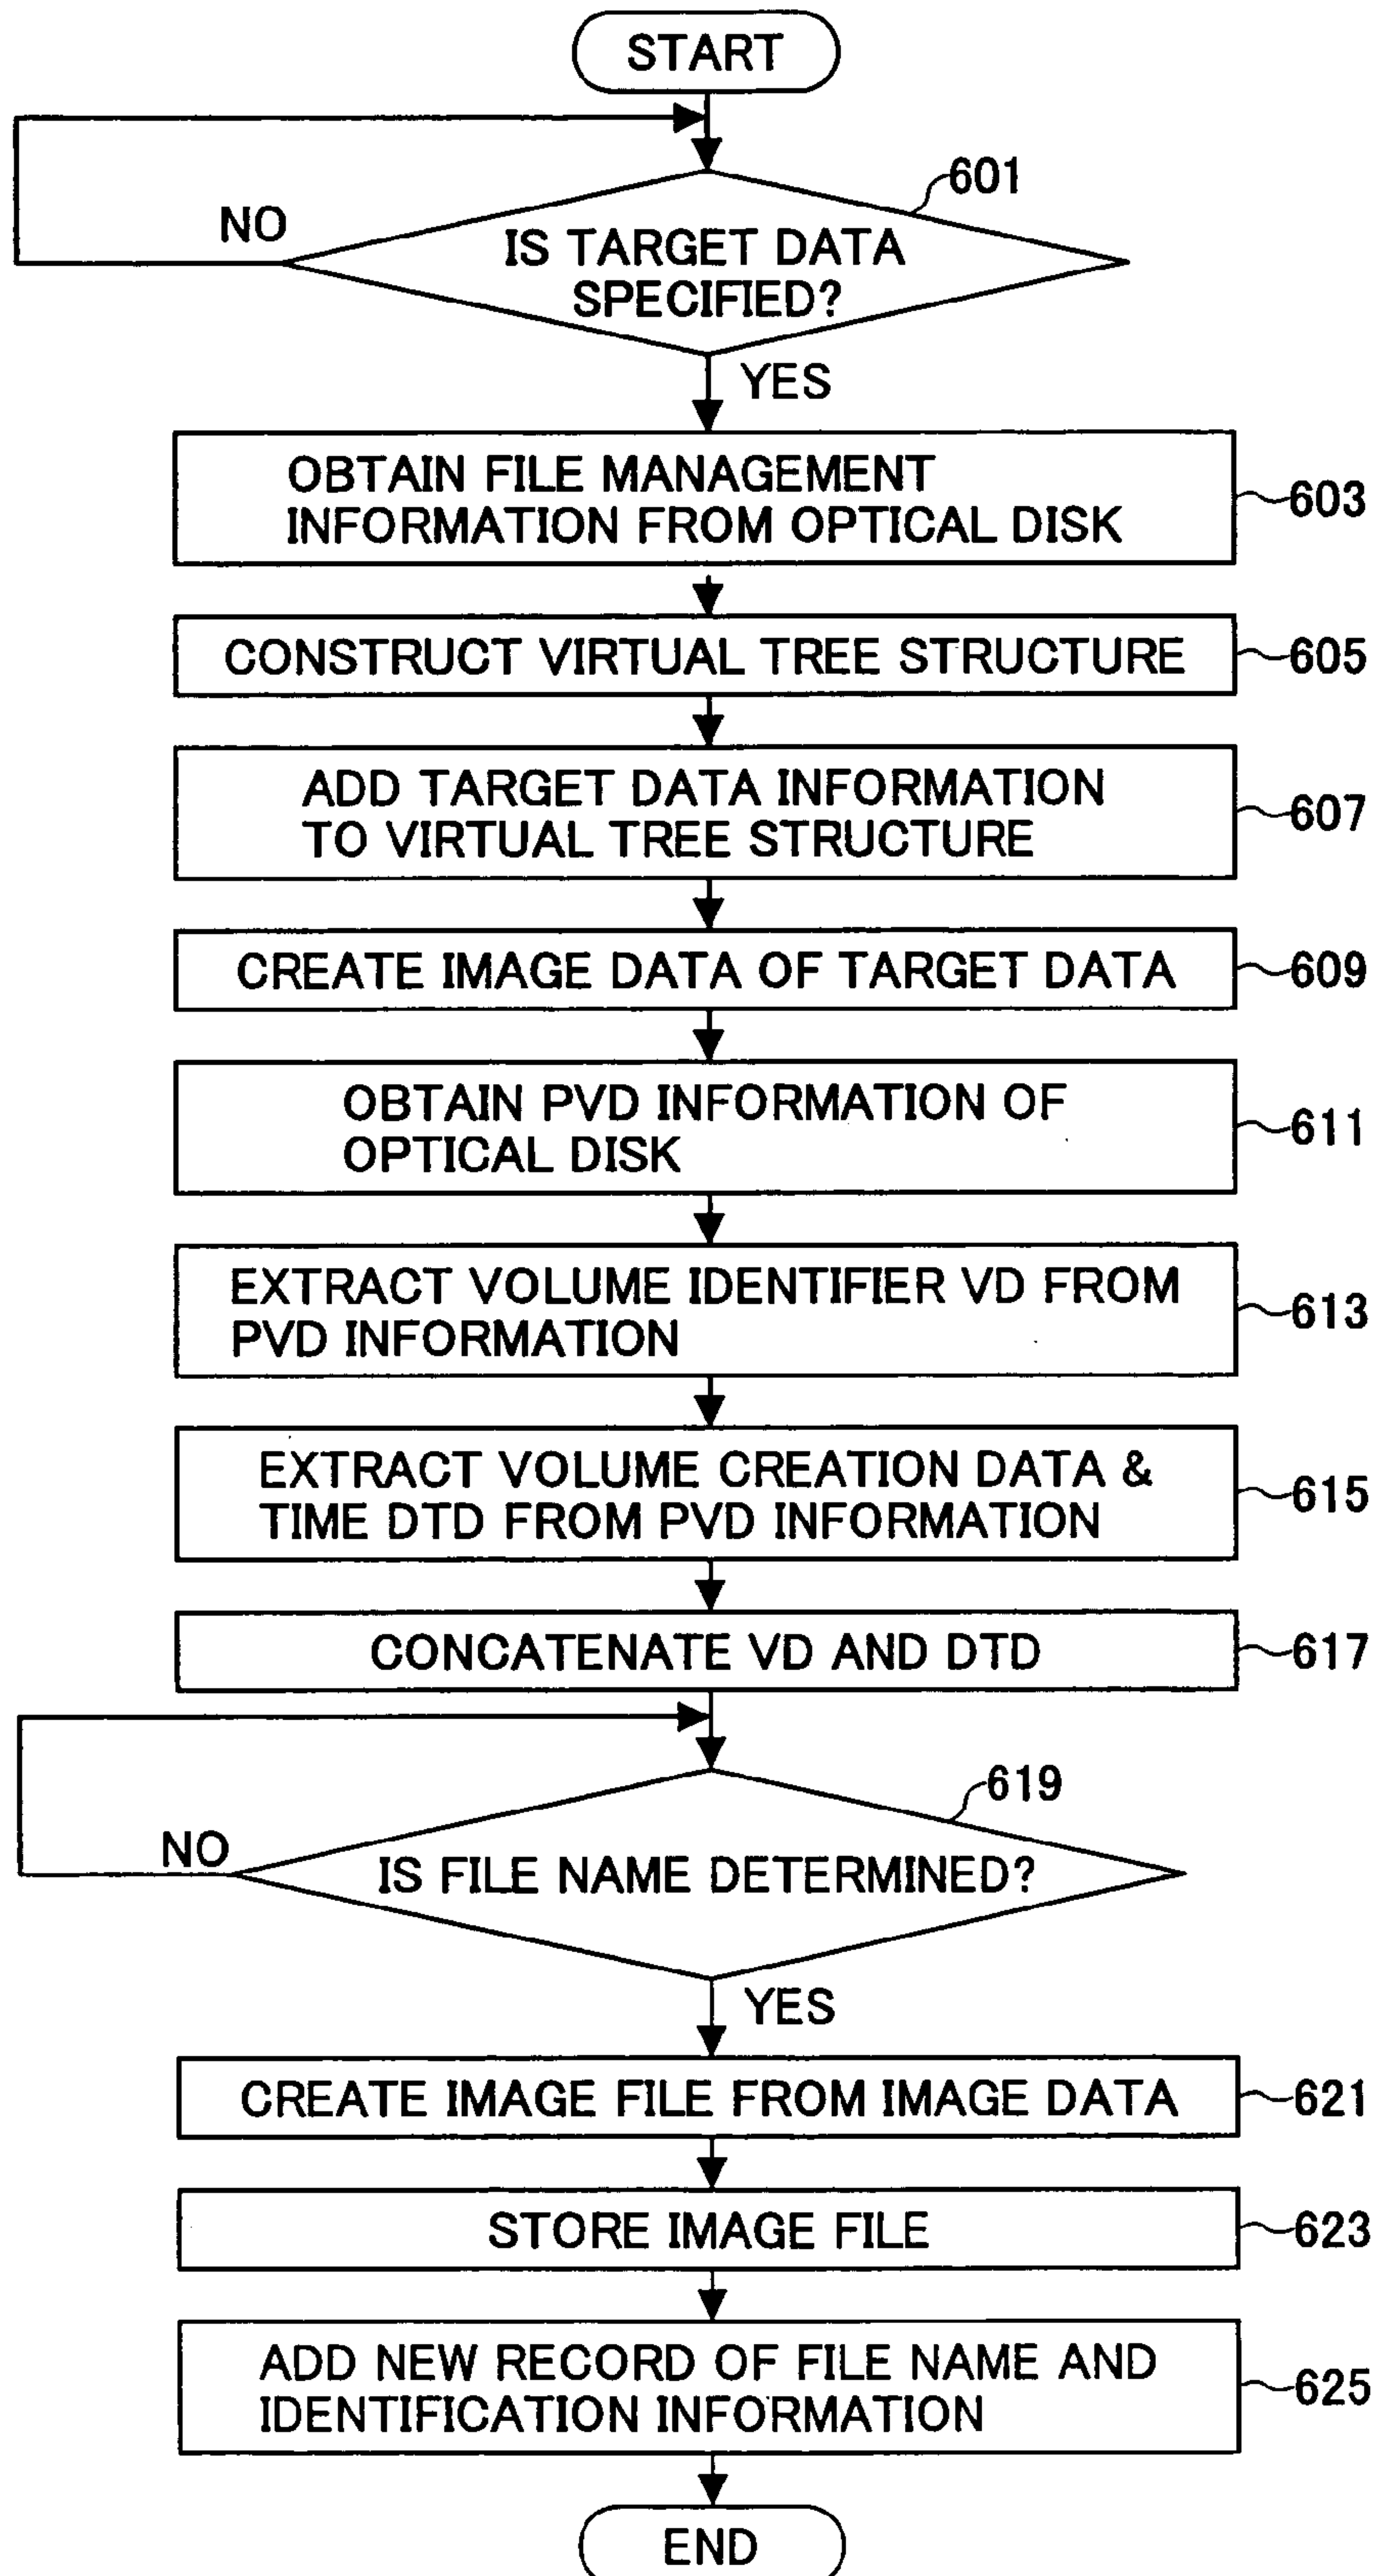 START
601
NO
IS TARGET DATA
SPECIFIED?
YES
OBTAIN FILE MANAGEMENT
INFORMATION FROM OPTICAL DISK
603
CONSTRUCT VIRTUAL TREE STRUCTURE
605
ADD TARGET DATA INFORMATION
TO VIRTUAL TREE STRUCTURE
607
CREATE IMAGE DATA OF TARGET DATA
609
OBTAIN PVD INFORMATION OF
OPTICAL DISK
611
EXTRACT VOLUME IDENTIFIER VD FROM
PVD INFORMATION
613
EXTRACT VOLUME CREATION DATA &
TIME DTD FROM PVD INFORMATION
615
CONCATENATE VD AND DTD
617
619
NO
IS FILE NAME DETERMINED?
YES
CREATE IMAGE FILE FROM IMAGE DATA
621
STORE IMAGE FILE
623
ADD NEW RECORD OF FILE NAME AND
IDENTIFICATION INFORMATION
625
END